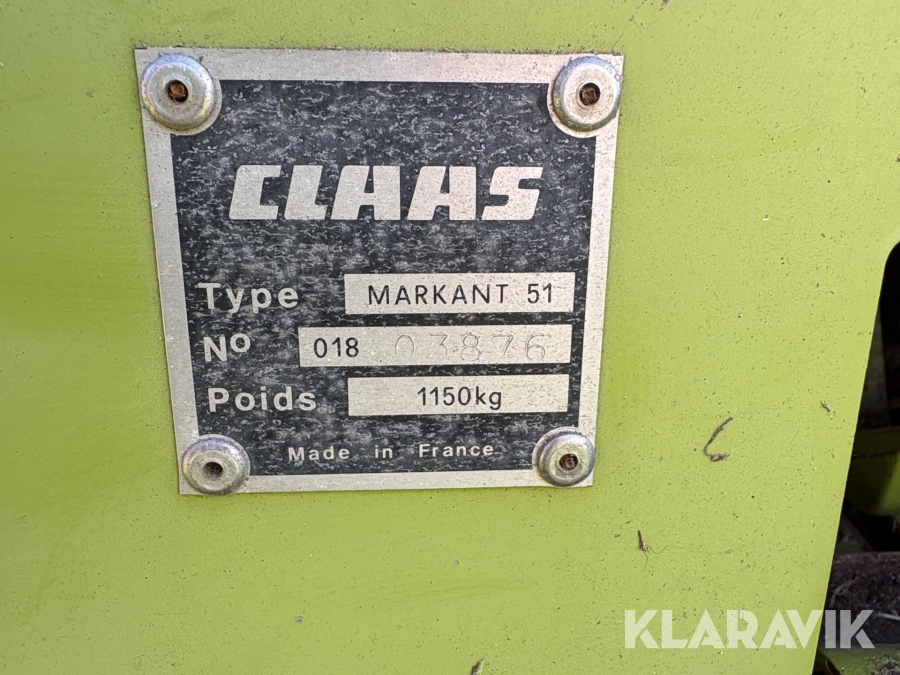 CLAAS
Type MARKANT 51
No 018 03876
Poids 1150kg
Made in France
KLARAVIK